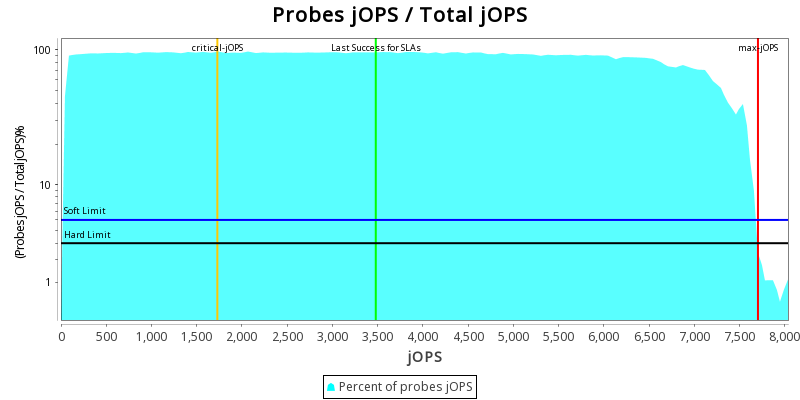 Probes jOPS / Total jOPS
critical-jOPS
Last Success for SLAs
max-jOPS
100
10
1
(Probes jOPS / Total jOPS)%
Soft Limit
Hard Limit
0
500
1,000
1,500
2,000
2,500
3,000
3,500
4,000
4,500
5,000
5,500
6,000
6,500
7,000
7,500
8,000
jOPS
Percent of probes jOPS